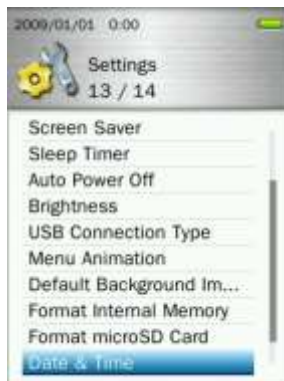 2009/01/01 0:00
Settings
13 / 14
Screen Saver
Sleep Timer
Auto Power Off
Brightness
USB Connection Type
Menu Animation
Default Background Im...
Format Internal Memory
Format microSD Card
Date & Time